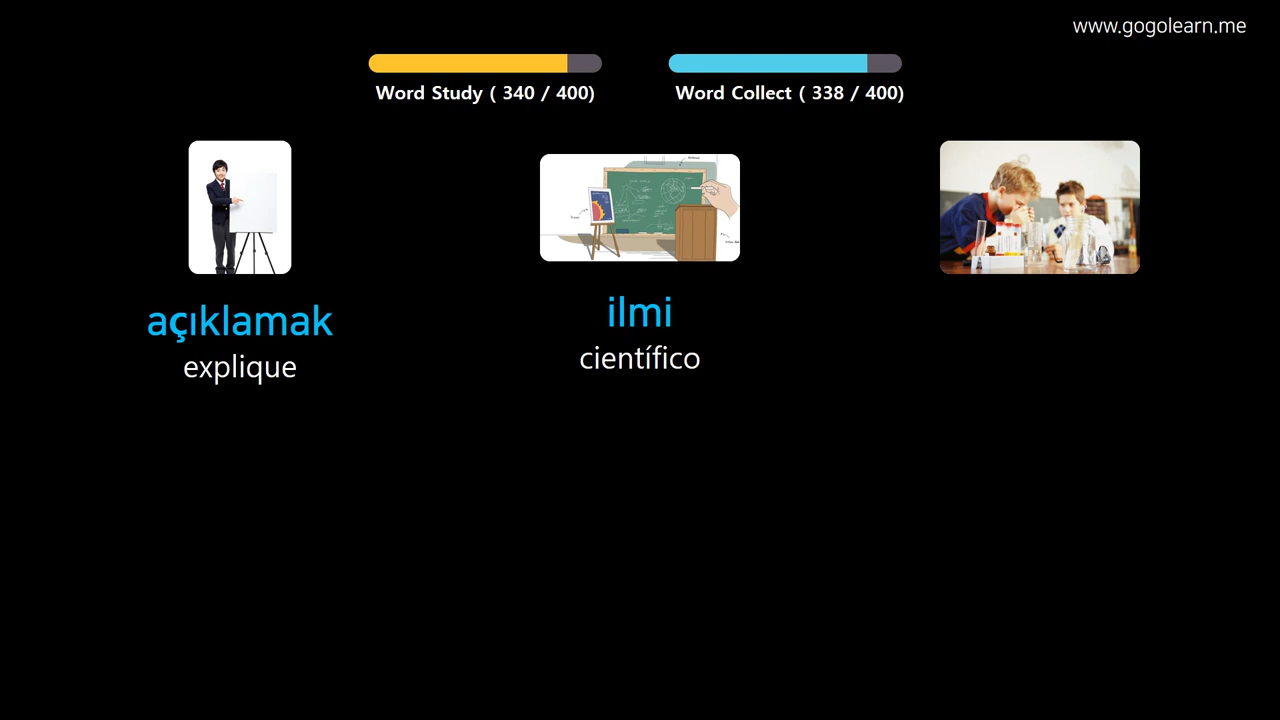 www.gogolearn.me
Word Study ( 340 / 400)
Word Collect ( 338 / 400)
açıklamak
explique
ilmi
científico